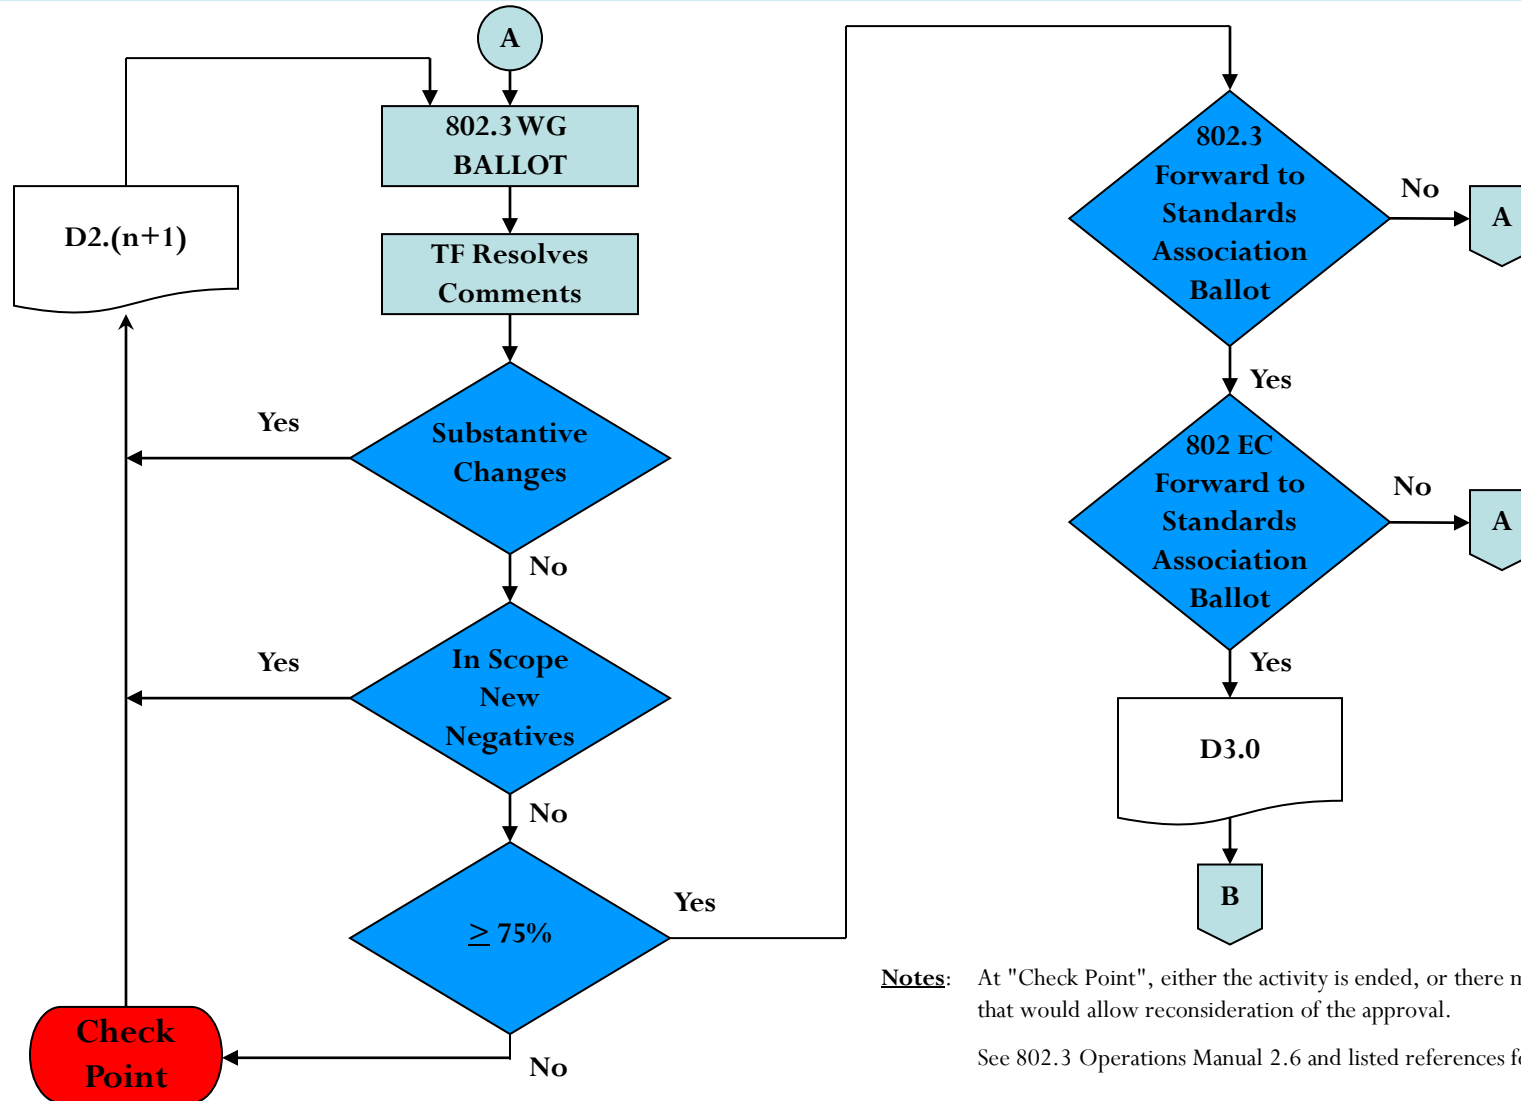 A
802.3 WG
BALLOT
D2.(n+1)
TF Resolves
Comments
Yes
Substantive
Changes
No
Yes
In Scope
New
Negatives
No
≥ 75%
Yes
Check
Point
No
802.3
Forward to
Standards
Association
Ballot
No
A
Yes
802 EC
Forward to
Standards
Association
Ballot
No
A
Yes
D3.0
B
Notes: At "Check Point", either the activity is ended, or there
that would allow reconsideration of the approval.
See 802.3 Operations Manual 2.6 and listed references